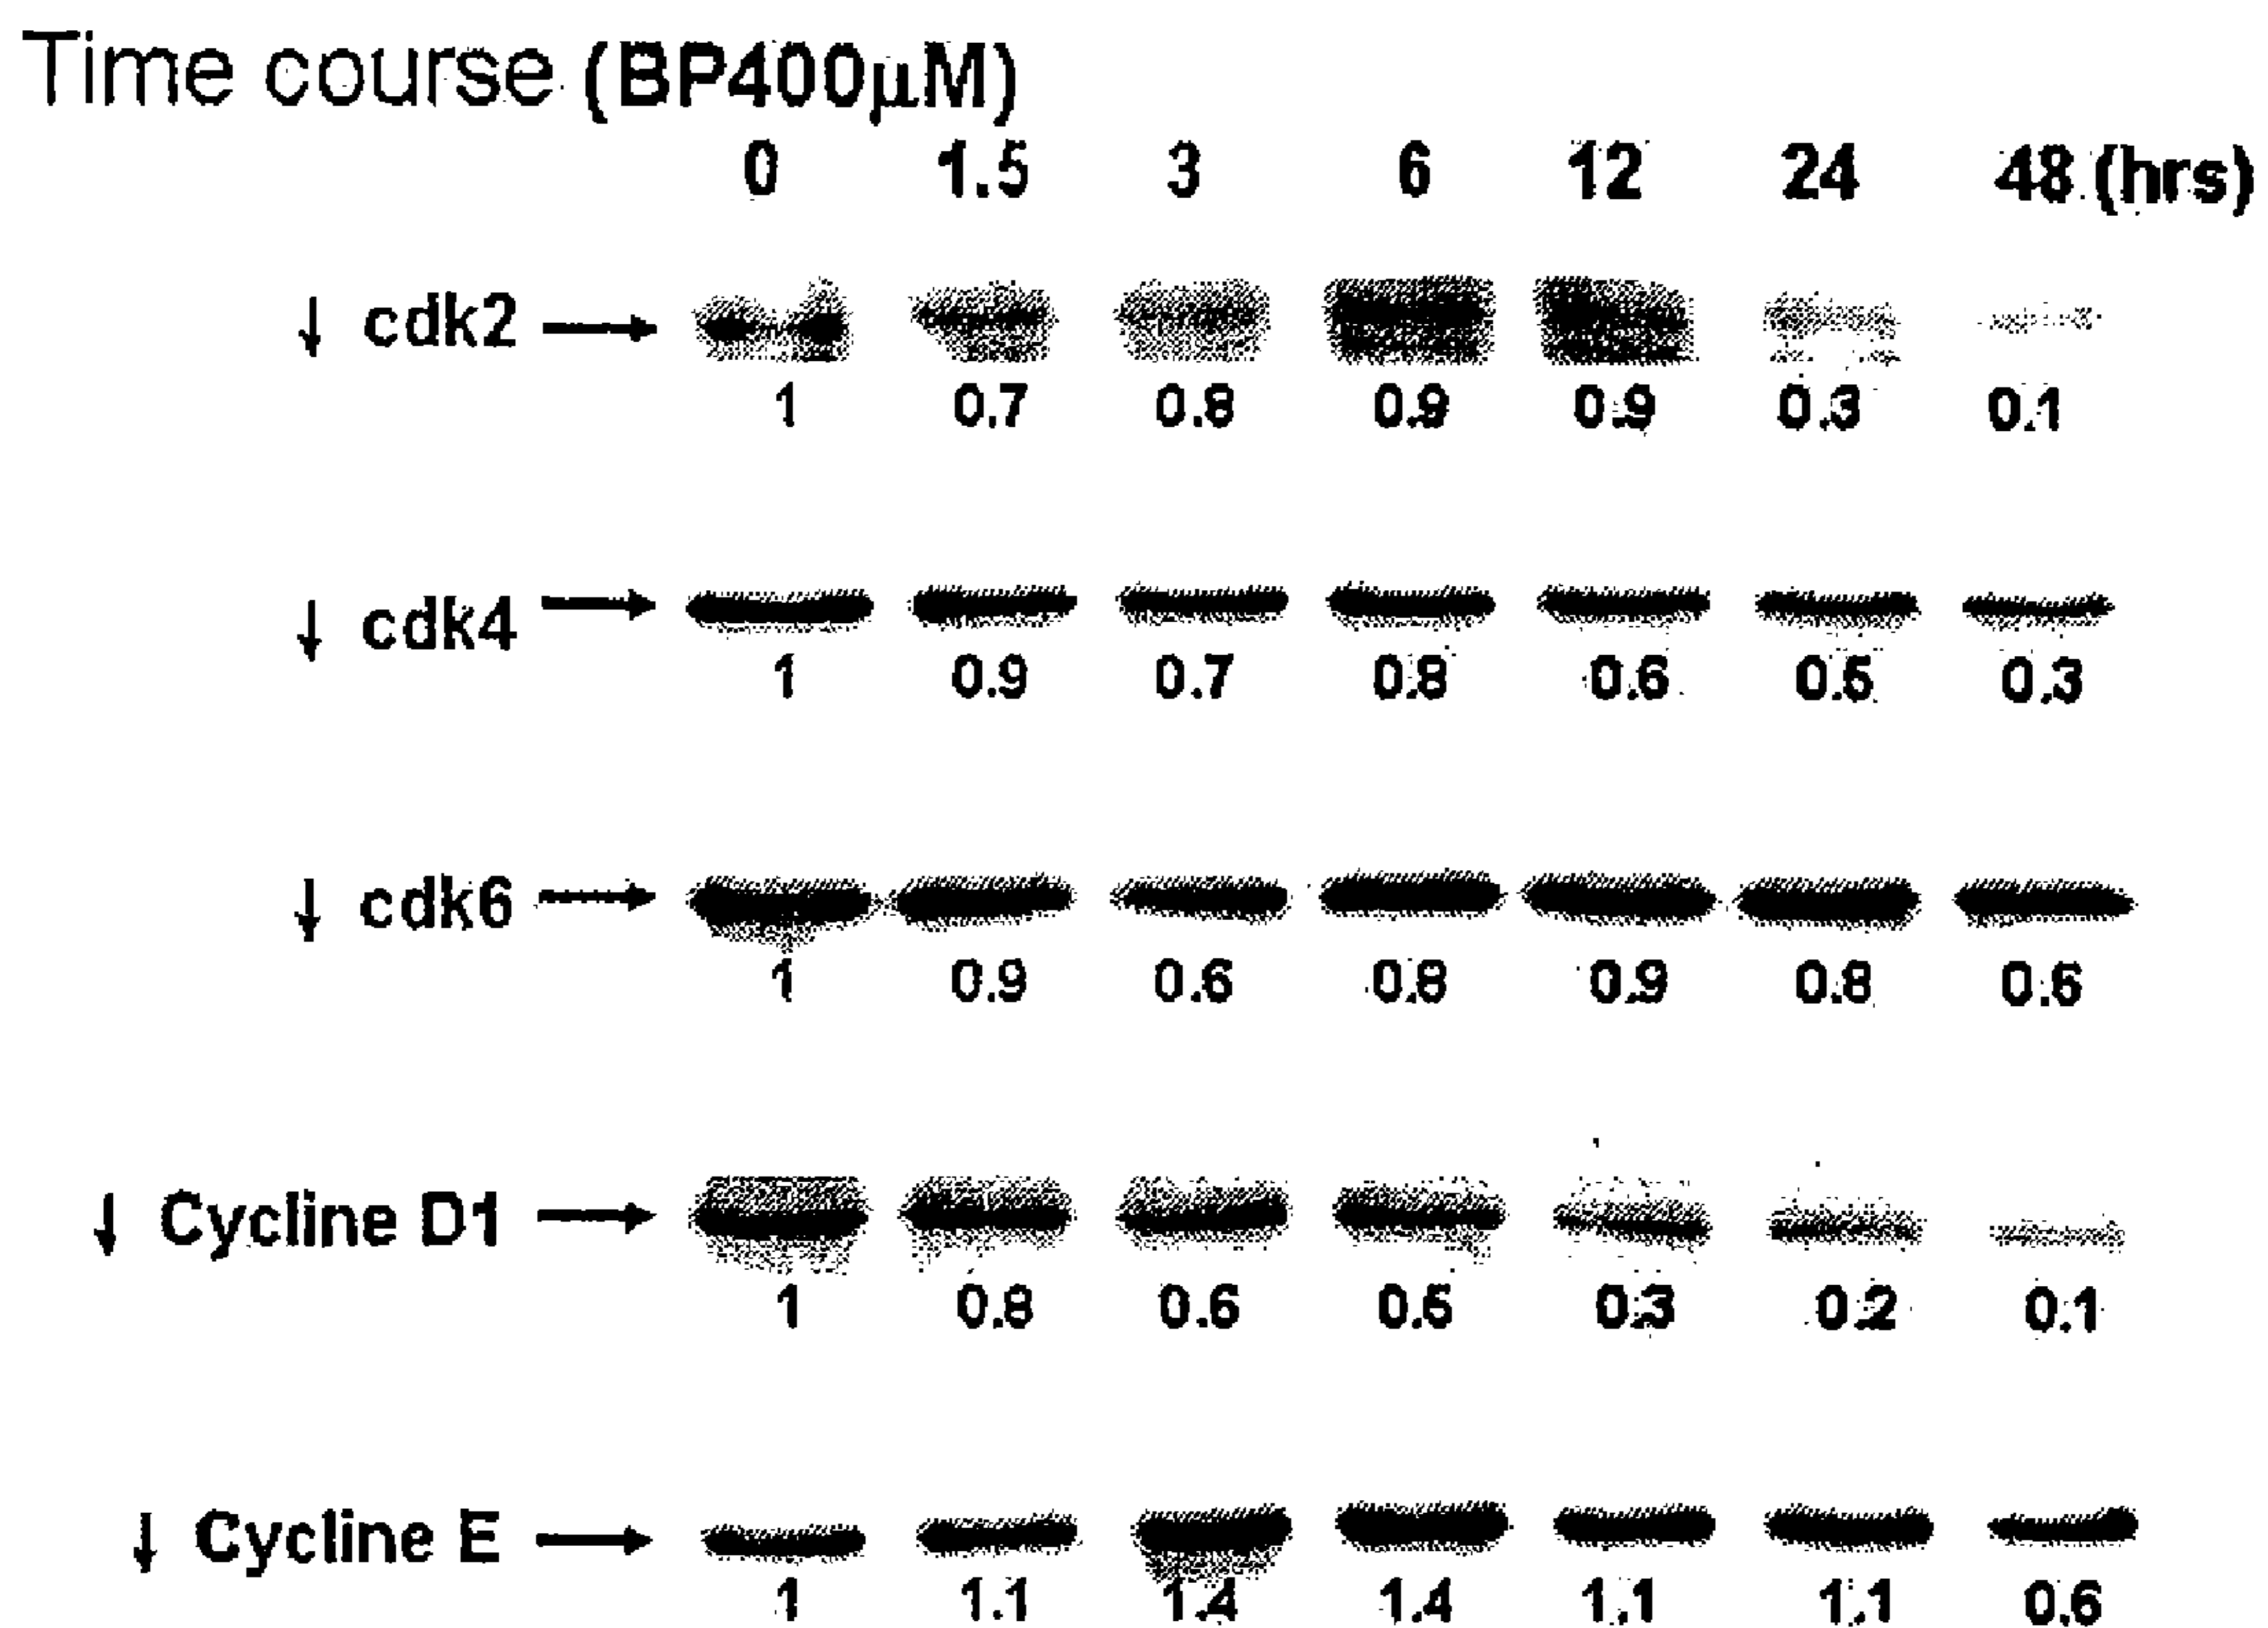 Time course (BP400μM)
0 1.5 3 6 12 24 48 (hrs)
↓ cdk2 →
1 0.7 0.8 0.9 0.9 0.3 0.1
↓ cdk4 →
1 0.9 0.7 0.8 0.6 0.5 0.3
↓ cdk6 →
1 0.9 0.6 0.8 0.9 0.8 0.6
↓ Cycline D1 →
1 0.8 0.6 0.5 0.3 0.2 0.1
↓ Cycline E →
1 1.1 1.4 1.4 1.1 1.1 0.6